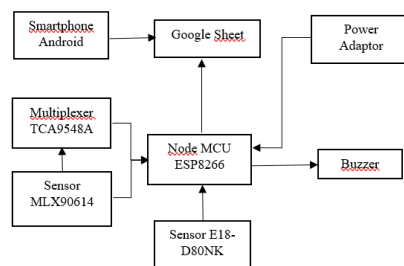 Smartphone
Android
Google Sheet
Power
Adaptor
Multiplexer
TCA9548A
Node MCU
ESP8266
Buzzer
Sensor
MLX90614
Sensor E18-
D80NK